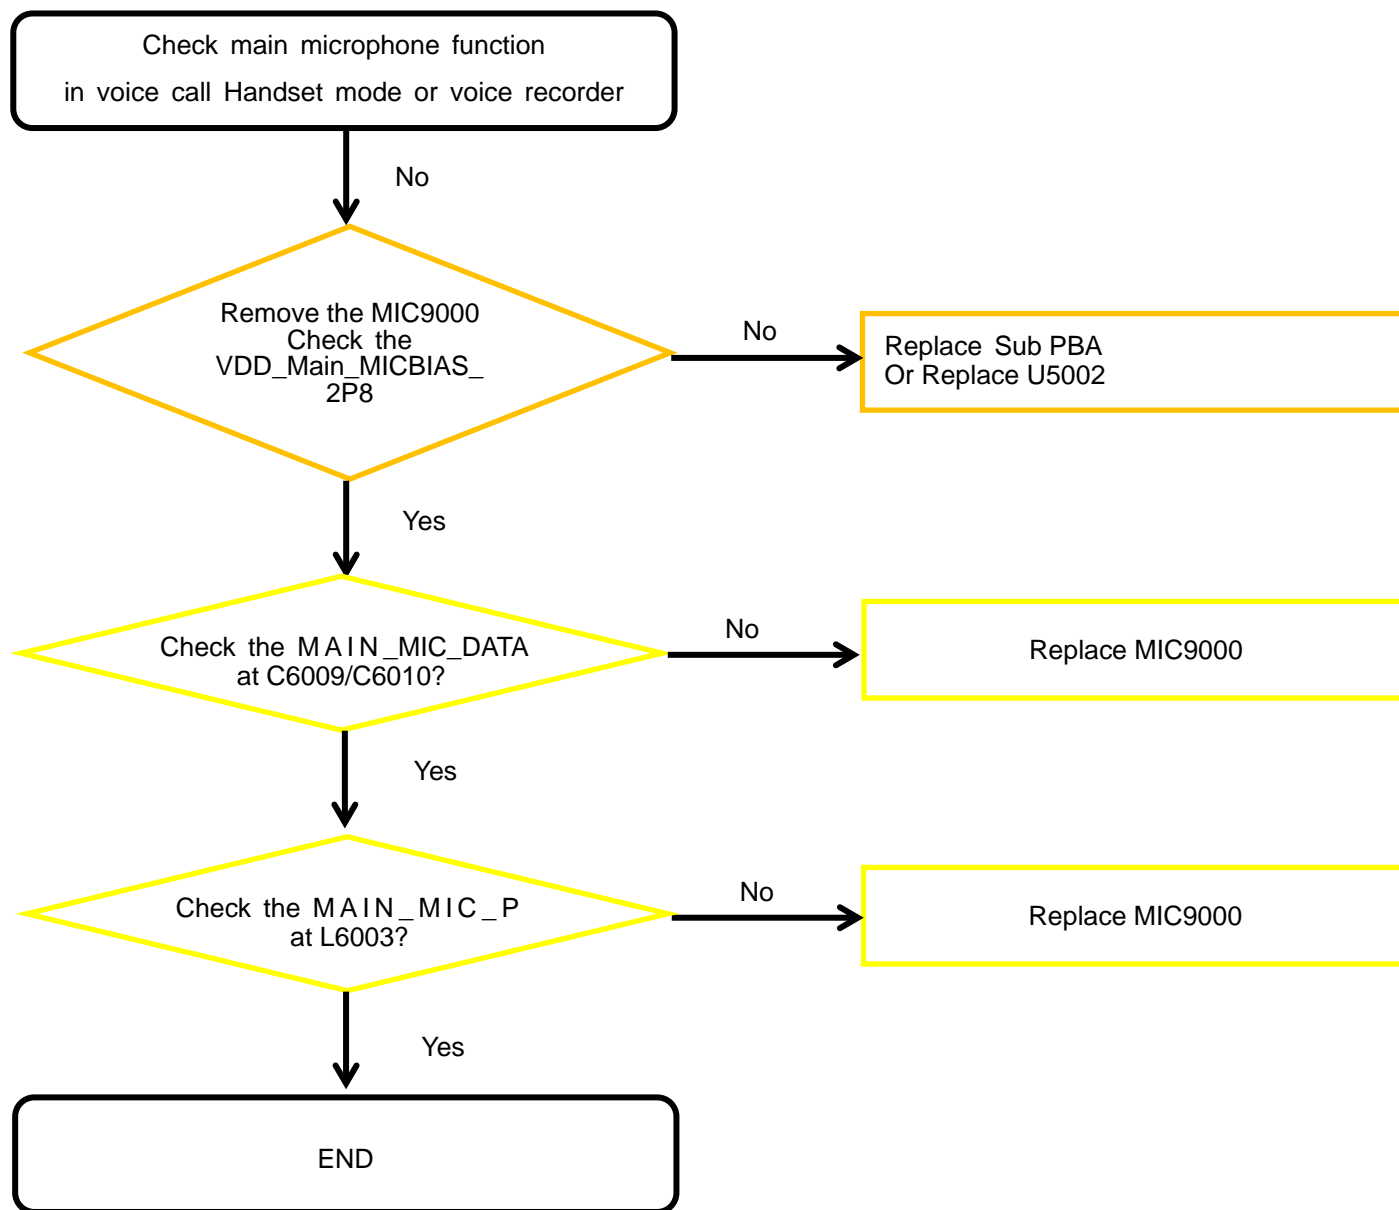 Check main microphone function
in voice call Handset mode or voice recorder
No
Remove the MIC9000
Check the
VDD_Main_MICBIAS_
2P8
No
Replace Sub PBA
Or Replace U5002
Yes
Check the MAIN_MIC_DATA
at C6009/C6010?
No
Replace MIC9000
Yes
Check the MAIN_MIC_P
at L6003?
No
Replace MIC9000
Yes
END